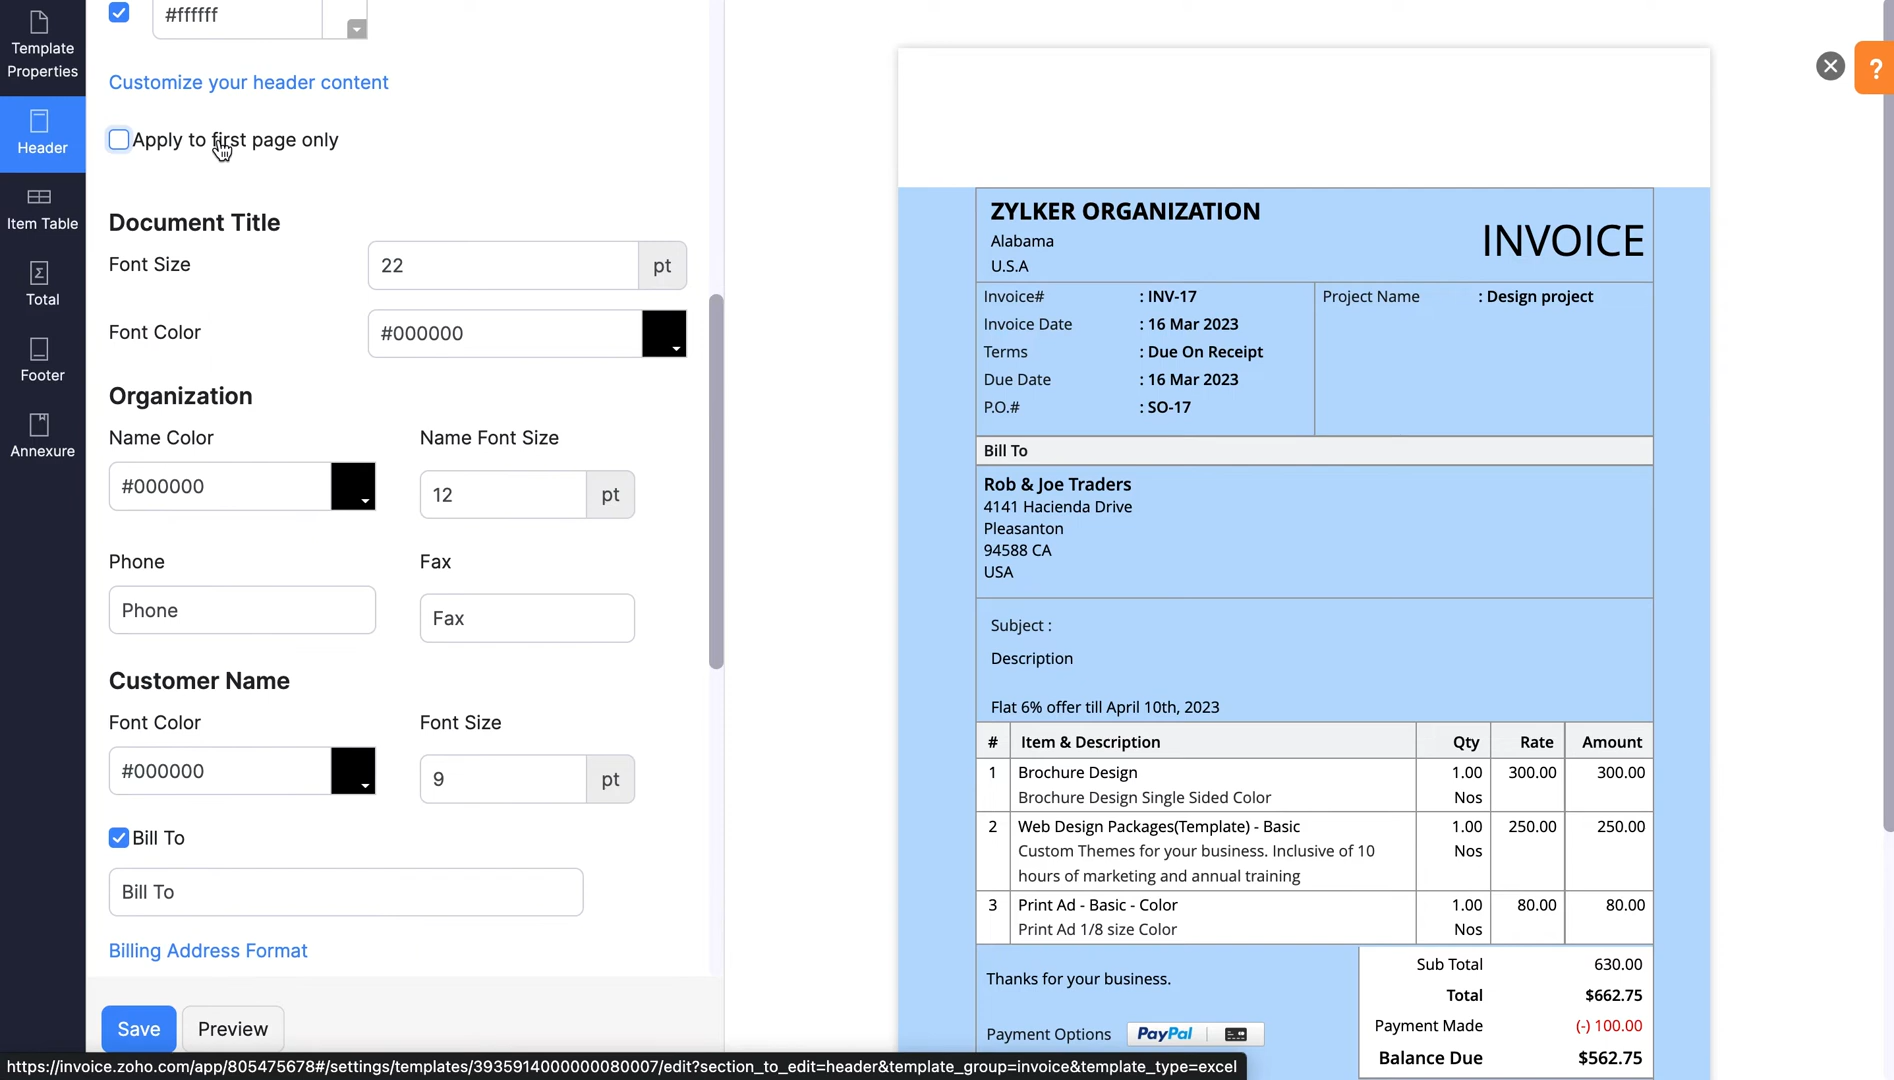 Template
Properties
Header
Item Table
Total
Footer
Annexure
#ffffff
Customize your header content
Apply to first page only
Document Title
Font Size
22 pt
Font Color
#000000
Organization
Name Color Name Font Size
#000000 12 pt
Phone Fax
Phone Fax
Customer Name
Font Color Font Size
#000000 9 pt
Bill To
Bill To
Billing Address Format
Save Preview
?
ZYLKER ORGANIZATION
Alabama
U.S.A
INVOICE
Invoice# : INV-17
Invoice Date : 16 Mar 2023
Terms : Due On Receipt
Due Date : 16 Mar 2023
P.O.# : SO-17
Project Name : Design project
Bill To
Rob & Joe Traders
4141 Hacienda Drive
Pleasanton
94588 CA
USA
Subject :
Description
Flat 6% offer till April 10th, 2023
# Item & Description Qty Rate Amount
1 Brochure Design 1.00 300.00 300.00
Brochure Design Single Sided Color Nos
2 Web Design Packages(Template) - Basic 1.00 250.00 250.00
Custom Themes for your business. Inclusive of 10 Nos
hours of marketing and annual training
3 Print Ad - Basic - Color 1.00 80.00 80.00
Print Ad 1/8 size Color Nos
Thanks for your business.
Payment Options PayPal
Sub Total 630.00
Total $662.75
Payment Made (-) 100.00
Balance Due $562.75
https://invoice.zoho.com/app/805475678#/settings/templates/3935914000000080007/edit?section_to_edit=header&template_group=invoice&template_type=excel